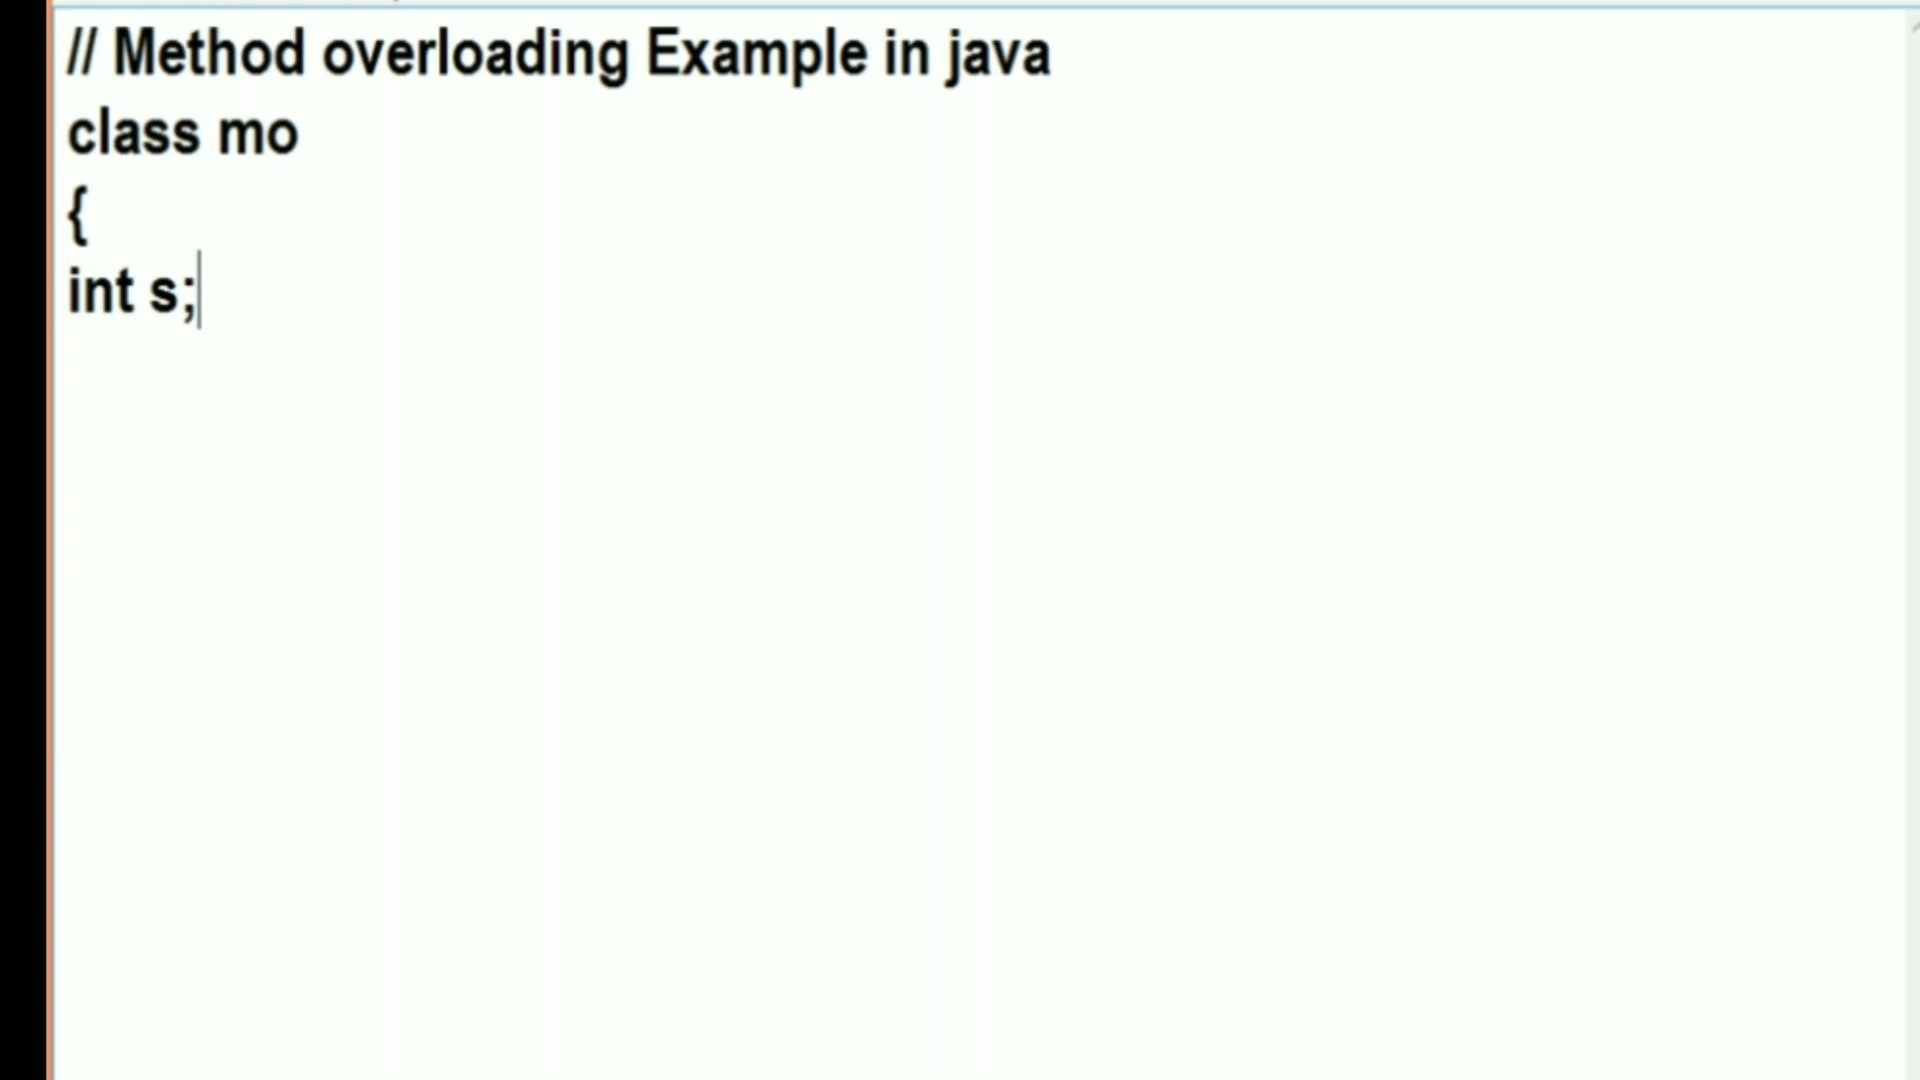 // Method overloading Example in java
class mo
{
int s;